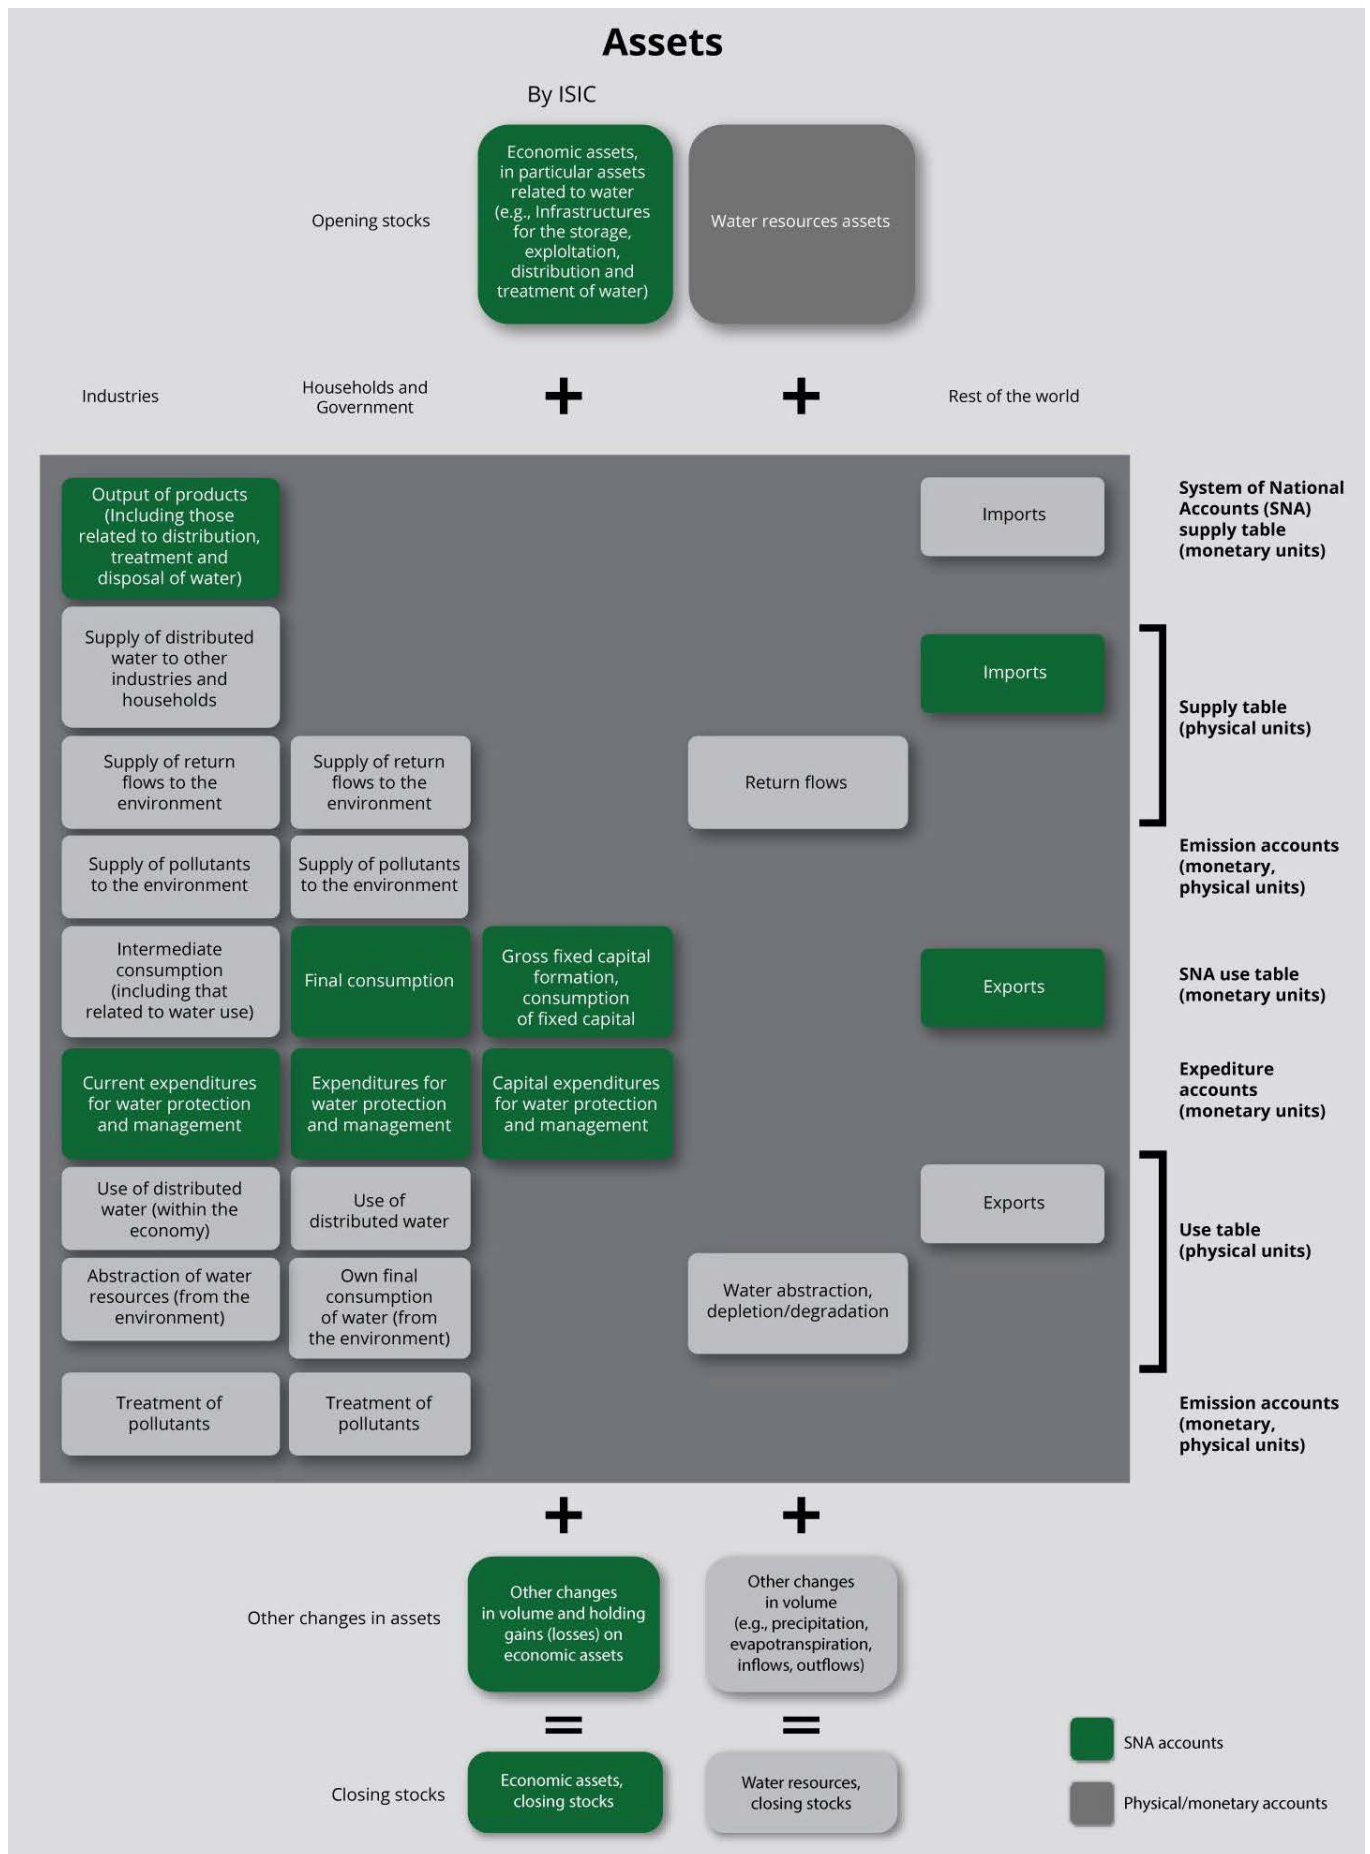 Assets
By ISIC
Economic assets,
in particular assets
related to water
(e.g., Infrastructures
for the storage,
exploltation,
distribution and
treatment of water)
Water resources assets
Opening stocks
Industries
Households and
Government
+
+
Rest of the world
Output of products
(Including those
related to distribution,
treatment and
disposal of water)
Imports
System of National
Accounts (SNA)
supply table
(monetary units)
Supply of distributed
water to other
industries and
households
Imports
Supply table
(physical units)
Supply of return
flows to the
environment
Supply of return
flows to the
environment
Return flows
Supply of pollutants
to the environment
Supply of pollutants
to the environment
Emission accounts
(monetary,
physical units)
Intermediate
consumption
(including that
related to water use)
Final consumption
Gross fixed capital
formation,
consumption
of fixed capital
Exports
SNA use table
(monetary units)
Current expenditures
for water protection
and management
Expenditures for
water protection
and management
Capital expenditures
for water protection
and management
Expediture
accounts
(monetary units)
Use of distributed
water (within the
economy)
Use of
distributed water
Exports
Use table
(physical units)
Abstraction of water
resources (from the
environment)
Own final
consumption
of water (from
the environment)
Water abstraction,
depletion/degradation
Treatment of
pollutants
Treatment of
pollutants
Emission accounts
(monetary,
physical units)
+
+
Other changes in assets
Other changes
in volume and holding
gains (losses) on
economic assets
Other changes
in volume
(e.g., precipitation,
evapotranspiration,
inflows, outflows)
=
=
Closing stocks
Economic assets,
closing stocks
Water resources,
closing stocks
SNA accounts
Physical/monetary accounts